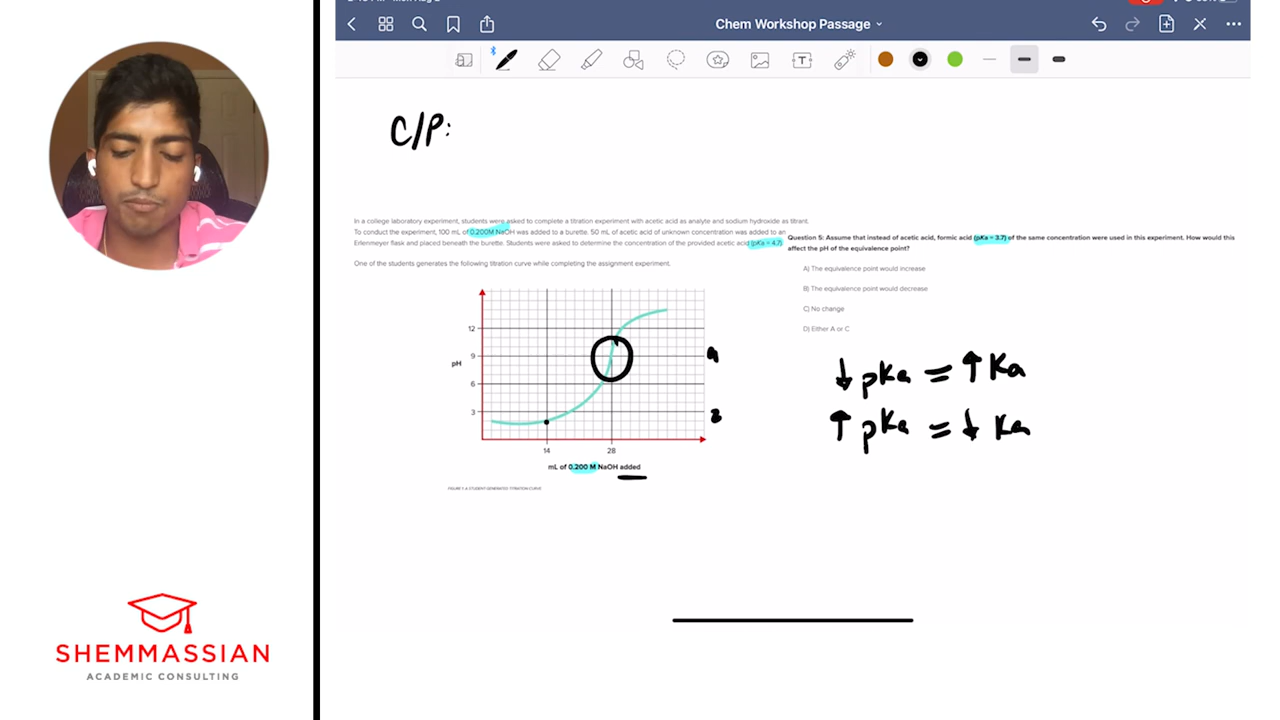 Chem Workshop Passage
C/P:
In a college laboratory experiment, students were asked to complete a titration experiment with acetic acid as analyte and sodium hydroxide as titrant.
To conduct the experiment, 100 mL of 0.200M NaOH was added to a burette. 50 mL of acetic acid of unknown concentration was added to an
Erlenmeyer flask and placed beneath the burette. Students were asked to determine the concentration of the provided acetic acid (pKa = 4.7)
One of the students generates the following titration curve while completing the assignment experiment.
12
9
6
3
pH
14 28
mL of 0.200 M NaOH added
FIGURE 1. A STUDENT-GENERATED TITRATION CURVE
Question 5: Assume that instead of acetic acid, formic acid (pKa = 3.7) of the same concentration were used in this experiment. How would this
affect the pH of the equivalence point?
A) The equivalence point would increase
B) The equivalence point would decrease
C) No change
D) Either A or C
↓ pKa = ↑ Ka
↑ pKa = ↓ Ka
SHEMMASSIAN
ACADEMIC CONSULTING